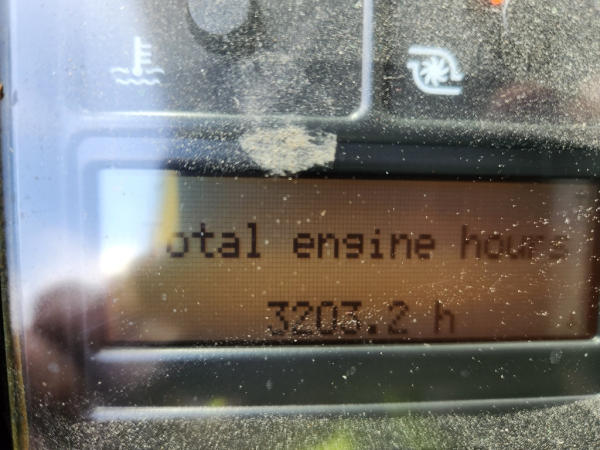 otal engine hours
3203.2 h